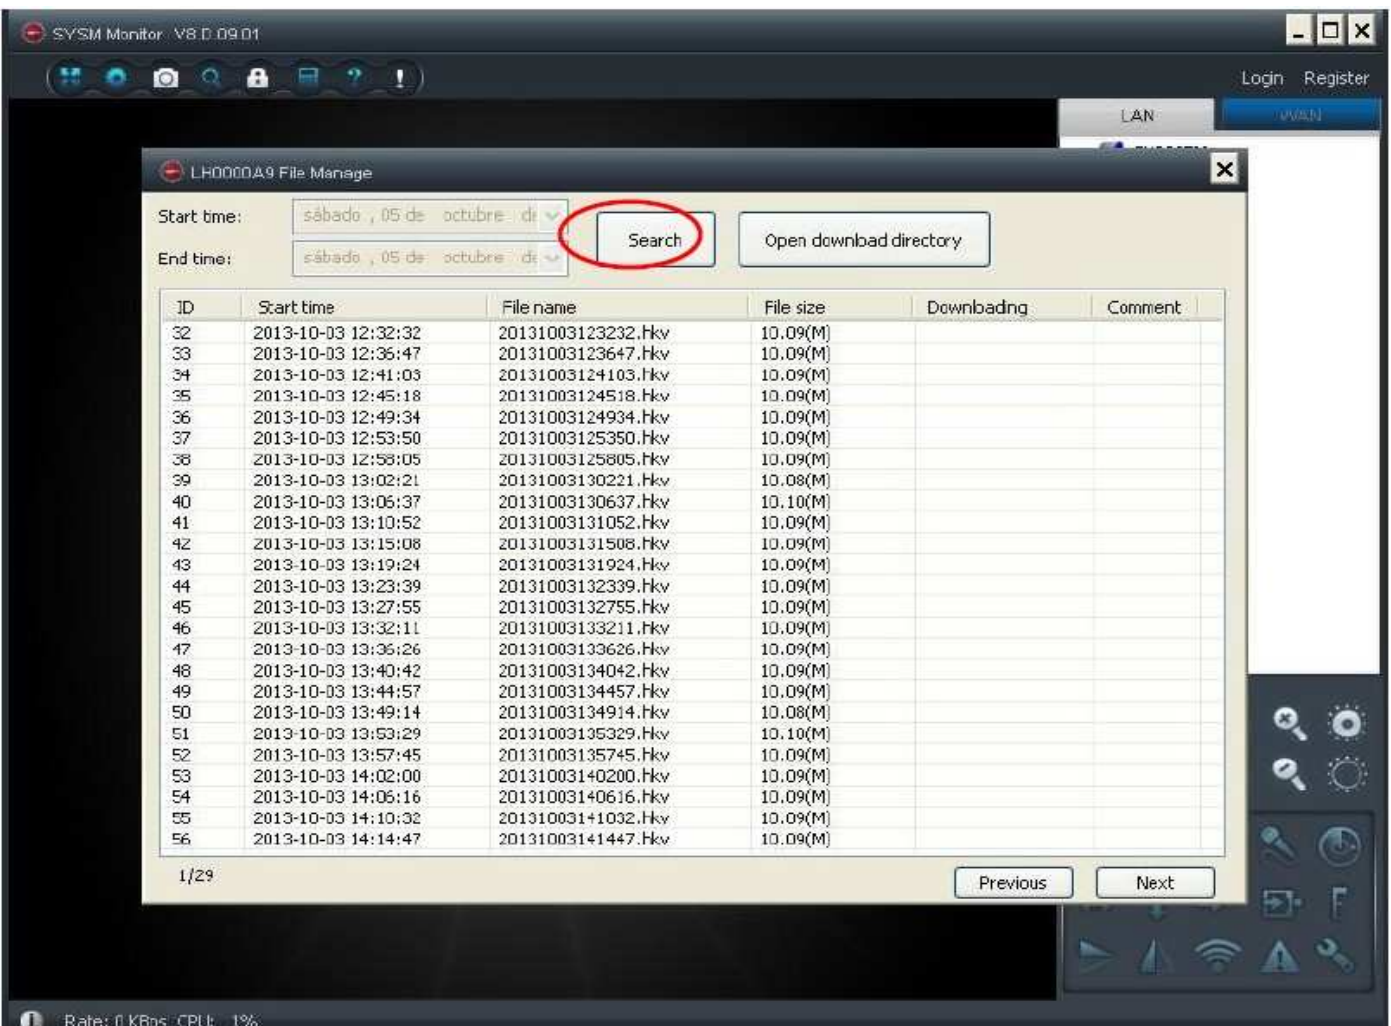 SYSM Monitor V8.D.09.01
Login Register
LAN WAN
LH0000A9 File Manage
Start time: sábado , 05 de octubre de
Search
Open download directory
End time: sábado , 05 de octubre de
ID Start time File name File size Downloading Comment
32 2013-10-03 12:32:32 20131003123232.hkv 10.09(M)
33 2013-10-03 12:36:47 20131003123647.hkv 10.09(M)
34 2013-10-03 12:41:03 20131003124103.hkv 10.09(M)
35 2013-10-03 12:45:18 20131003124518.hkv 10.09(M)
36 2013-10-03 12:49:34 20131003124934.hkv 10.09(M)
37 2013-10-03 12:53:50 20131003125350.hkv 10.09(M)
38 2013-10-03 12:58:05 20131003125805.hkv 10.09(M)
39 2013-10-03 13:02:21 20131003130221.hkv 10.08(M)
40 2013-10-03 13:06:37 20131003130637.hkv 10.10(M)
41 2013-10-03 13:10:52 20131003131052.hkv 10.09(M)
42 2013-10-03 13:15:08 20131003131508.hkv 10.09(M)
43 2013-10-03 13:19:24 20131003131924.hkv 10.09(M)
44 2013-10-03 13:23:39 20131003132339.hkv 10.09(M)
45 2013-10-03 13:27:55 20131003132755.hkv 10.09(M)
46 2013-10-03 13:32:11 20131003133211.hkv 10.09(M)
47 2013-10-03 13:36:26 20131003133626.hkv 10.09(M)
48 2013-10-03 13:40:42 20131003134042.hkv 10.09(M)
49 2013-10-03 13:44:57 20131003134457.hkv 10.09(M)
50 2013-10-03 13:49:14 20131003134914.hkv 10.08(M)
51 2013-10-03 13:53:29 20131003135329.hkv 10.10(M)
52 2013-10-03 13:57:45 20131003135745.hkv 10.09(M)
53 2013-10-03 14:02:00 20131003140200.hkv 10.09(M)
54 2013-10-03 14:06:16 20131003140616.hkv 10.09(M)
55 2013-10-03 14:10:32 20131003141032.hkv 10.09(M)
56 2013-10-03 14:14:47 20131003141447.hkv 10.09(M)
1/29
Previous
Next
Rate: 0 KBps CPU: 1%